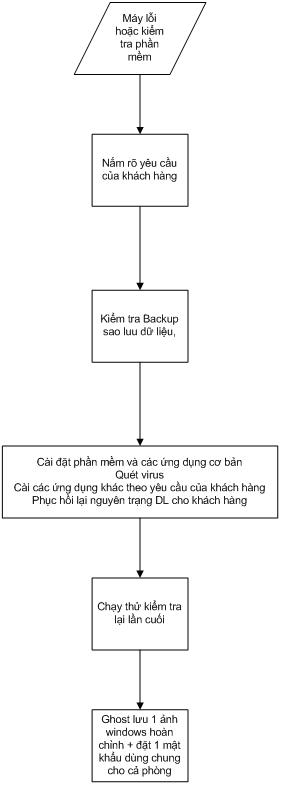 Máy lỗi
hoặc kiểm
tra phần
mềm
Nắm rõ yêu cầu
của khách hàng
Kiểm tra Backup
sao luu dữ liệu,
Cài đặt phần mềm và các ứng dụng cơ bản
Quét virus
Cài các ứng dụng khác theo yêu cầu của khách hàng
Phục hồi lại nguyên trạng DL cho khách hàng
Chạy thử kiểm tra
lại lần cuối
Ghost lưu 1 ảnh
windows hoàn
chỉnh + đặt 1 mật
khẩu dùng chung
cho cả phòng